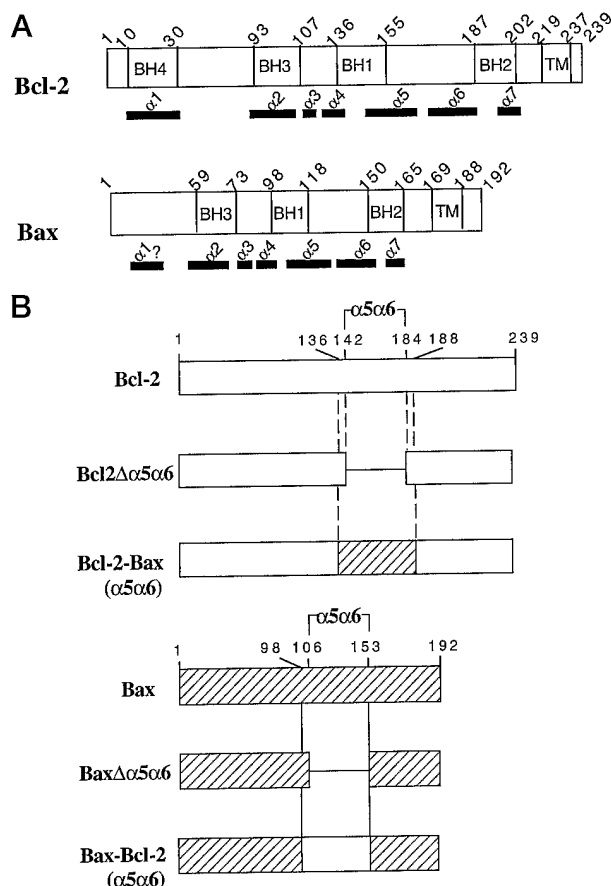 A
1 10 30 93 107 136 155 187 202 219 237 239
Bcl-2 BH4 BH3 BH1 BH2 TM
α1 α2 α3 α4 α5 α6 α7
1 59 73 98 118 150 165 169 188 192
Bax BH3 BH1 BH2 TM
α1? α2 α3 α4 α5 α6 α7
B
α5α6
1 136 142 184 188 239
Bcl-2
Bcl2Δα5α6
Bcl-2-Bax
(α5α6)
α5α6
1 98 106 153 192
Bax
BaxΔα5α6
Bax-Bcl-2
(α5α6)